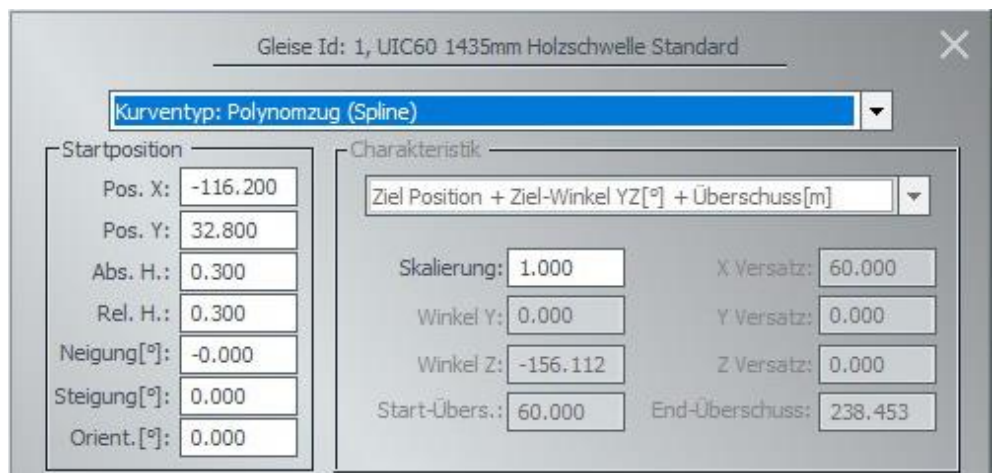 Gleise Id: 1, UIC60 1435mm Holzschwelle Standard
Kurventyp: Polynomzug (Spline)
Startposition
Pos. X: -116.200
Pos. Y: 32.800
Abs. H.: 0.300
Rel. H.: 0.300
Neigung[°]: -0.000
Steigung[°]: 0.000
Orient.[°]: 0.000
Charakteristik
Ziel Position + Ziel-Winkel YZ[°] + Überschuss[m]
Skalierung: 1.000 X Versatz: 60.000
Winkel Y: 0.000 Y Versatz: 0.000
Winkel Z: -156.112 Z Versatz: 0.000
Start-Übers.: 60.000 End-Überschuss: 238.453